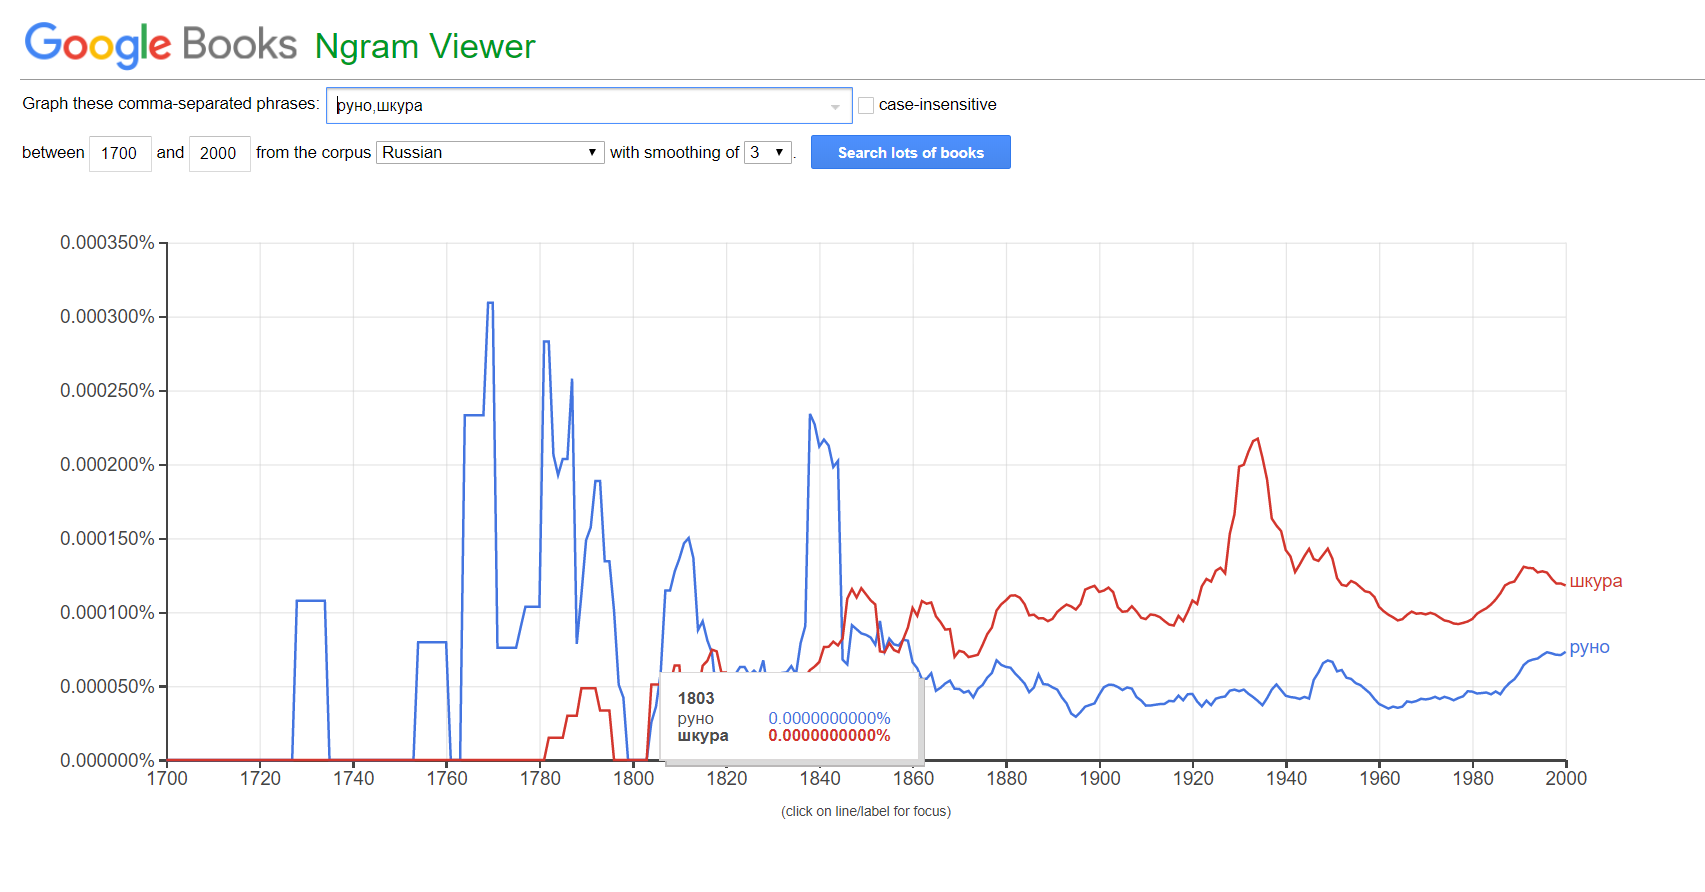 Google Books Ngram Viewer
Graph these comma-separated phrases: руно,шкура case-insensitive
between 1700 and 2000 from the corpus Russian with smoothing of 3 . Search lots of books
0.000350%
0.000300%
0.000250%
0.000200%
0.000150%
0.000100%
0.000050%
0.000000%
шкура
руно
1803
руно 0.0000000000%
шкура 0.0000000000%
1700 1720 1740 1760 1780 1800 1820 1840 1860 1880 1900 1920 1940 1960 1980 2000
(click on line/label for focus)